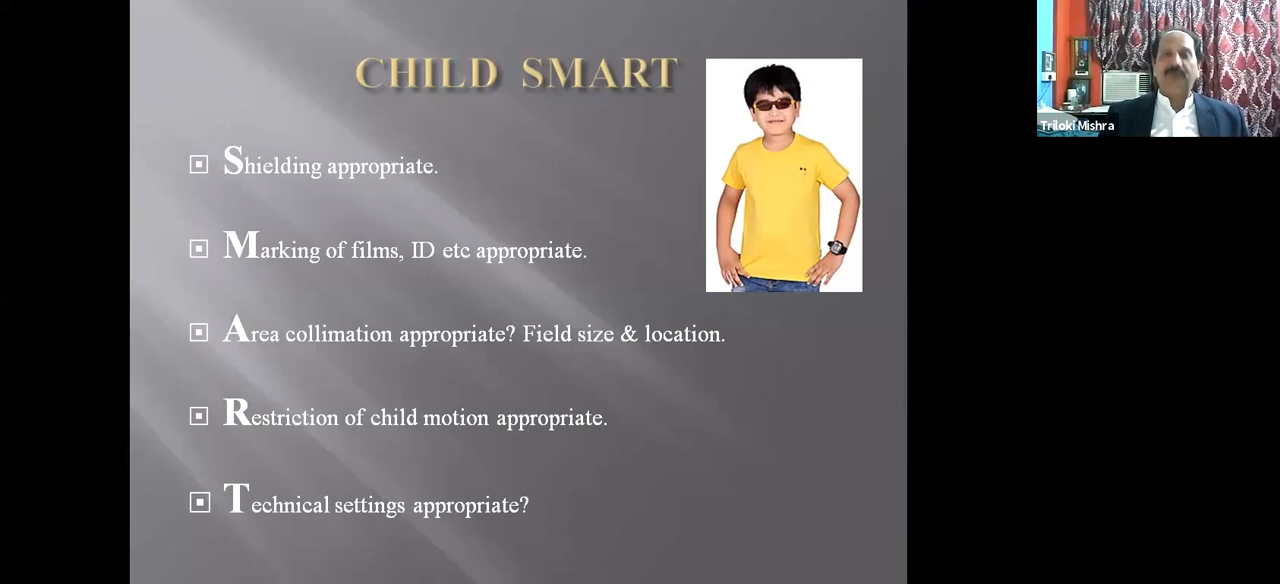 CHILD SMART
Shielding appropriate.
Marking of films, ID etc appropriate.
Area collimation appropriate? Field size & location.
Restriction of child motion appropriate.
Technical settings appropriate?
Triloki Mishra